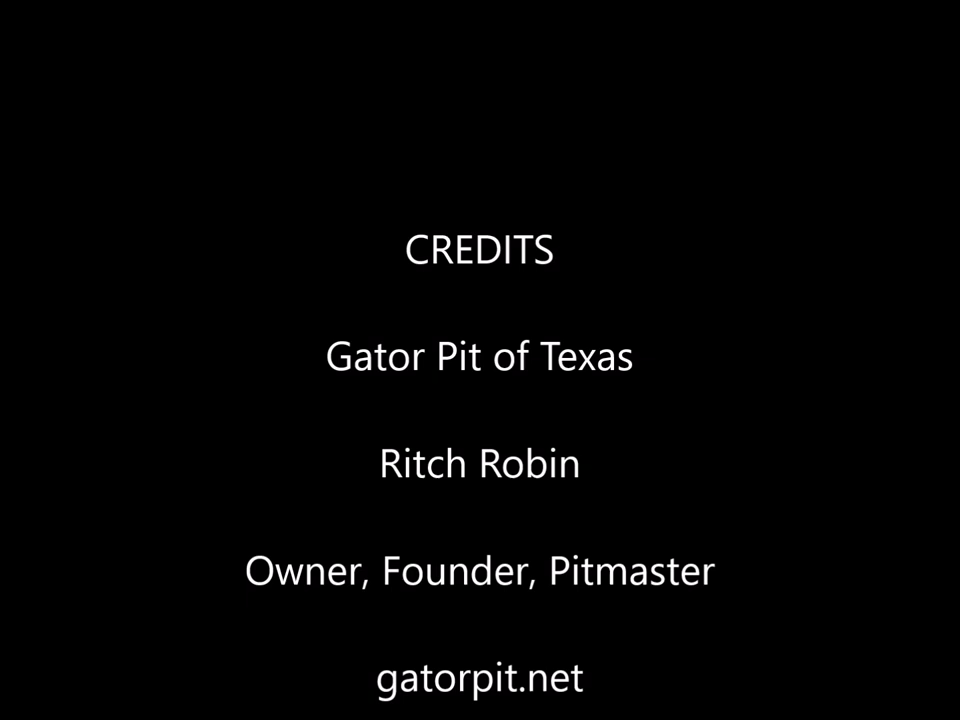 CREDITS
Gator Pit of Texas
Ritch Robin
Owner, Founder, Pitmaster
gatorpit.net